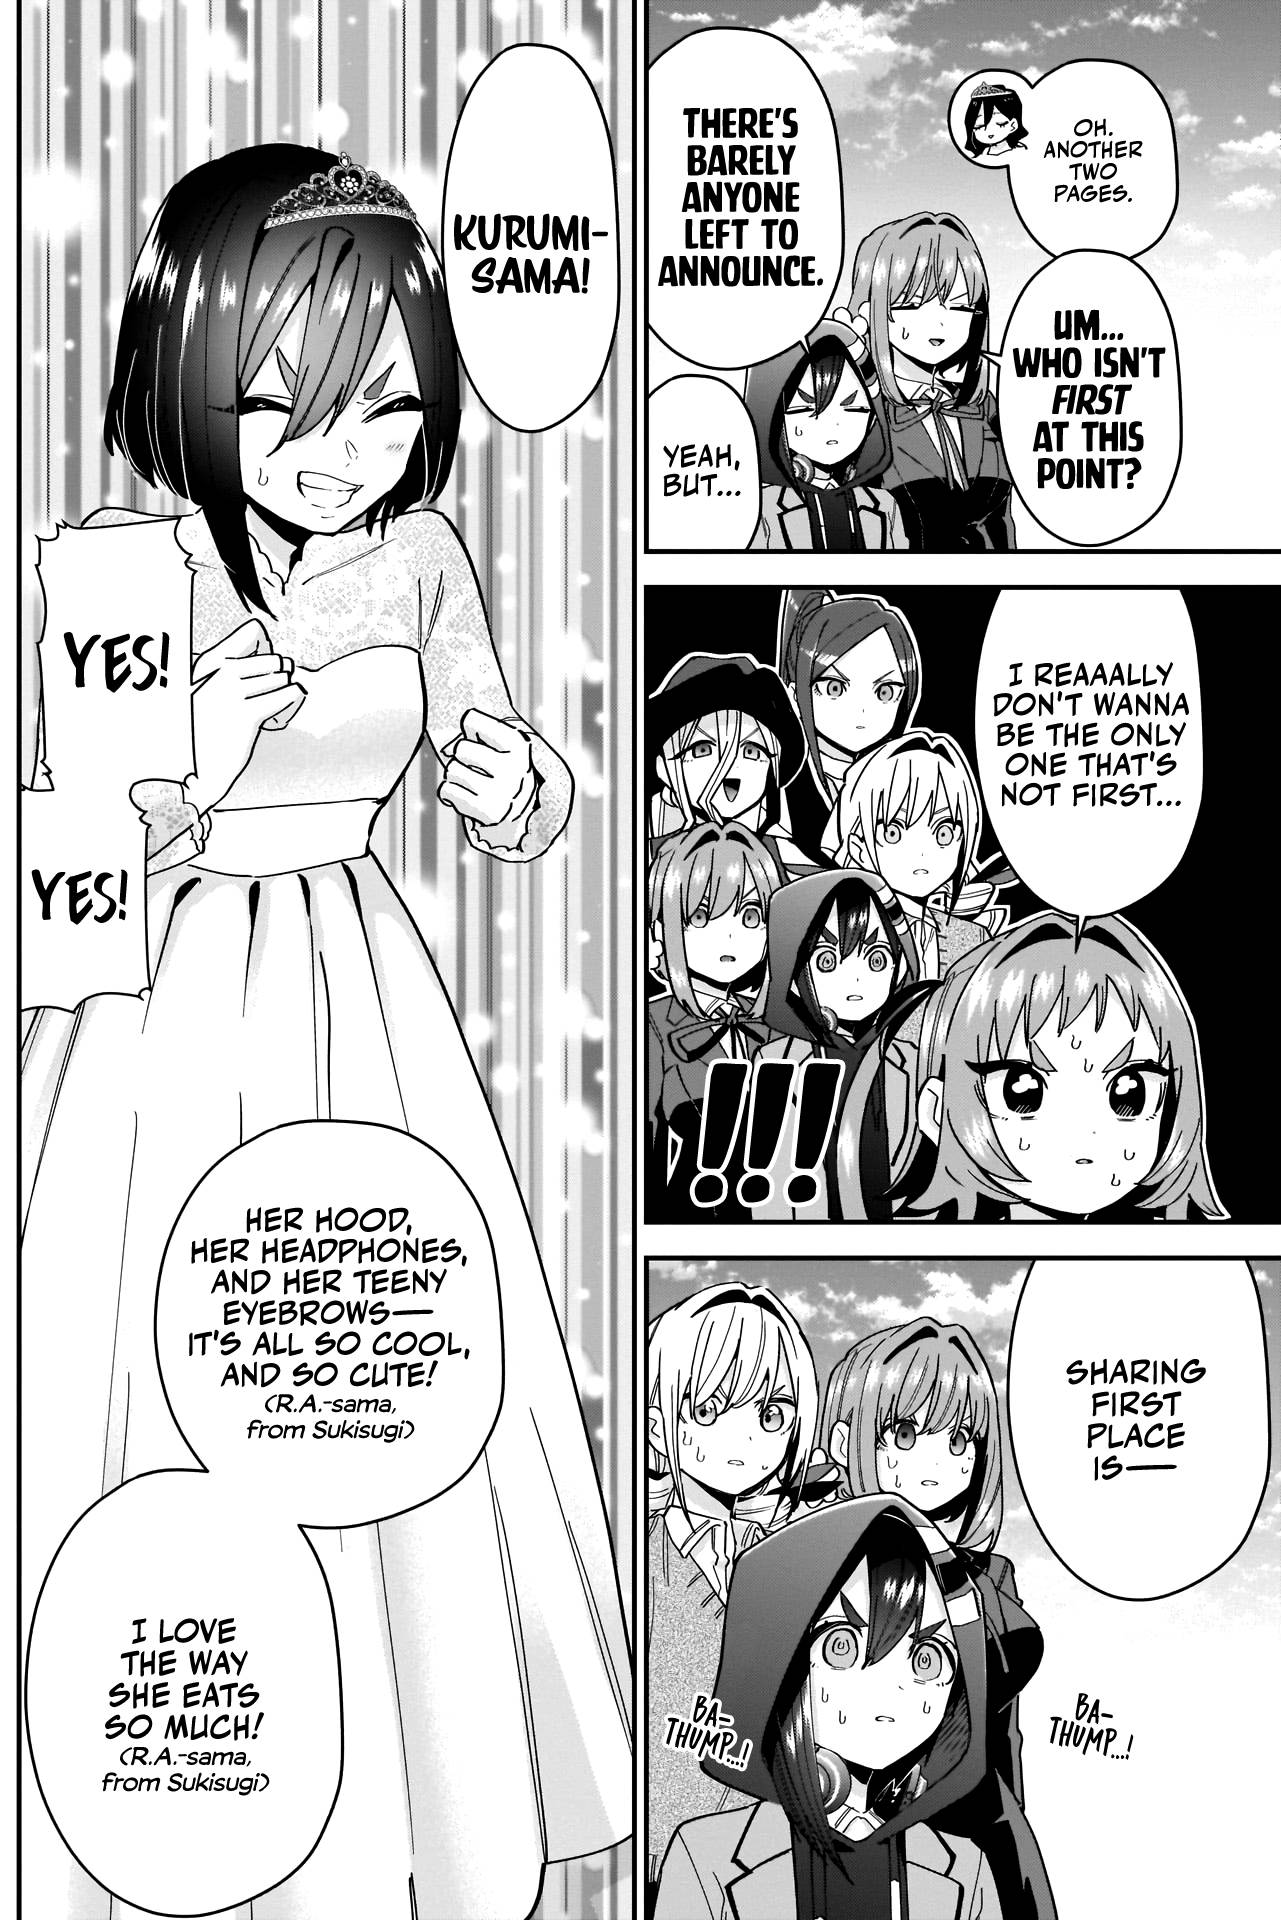 OH.
ANOTHER
TWO
PAGES.
UM...
WHO ISN'T
FIRST
AT THIS
POINT?
THERE'S
BARELY
ANYONE
LEFT TO
ANNOUNCE.
YEAH,
BUT...
I REAAALLY
DON'T WANNA
BE THE ONLY
ONE THAT'S
NOT FIRST...
!!!
SHARING
FIRST
PLACE
IS—
BA-
THUMP...!
BA-
THUMP...!
KURUMI-
SAMA!
YES!
YES!
HER HOOD,
HER HEADPHONES,
AND HER TEENY
EYEBROWS—
IT'S ALL SO COOL,
AND SO CUTE!
(R.A.-sama,
from Sukisugi)
I LOVE
THE WAY
SHE EATS
SO MUCH!
(R.A.-sama,
from Sukisugi)